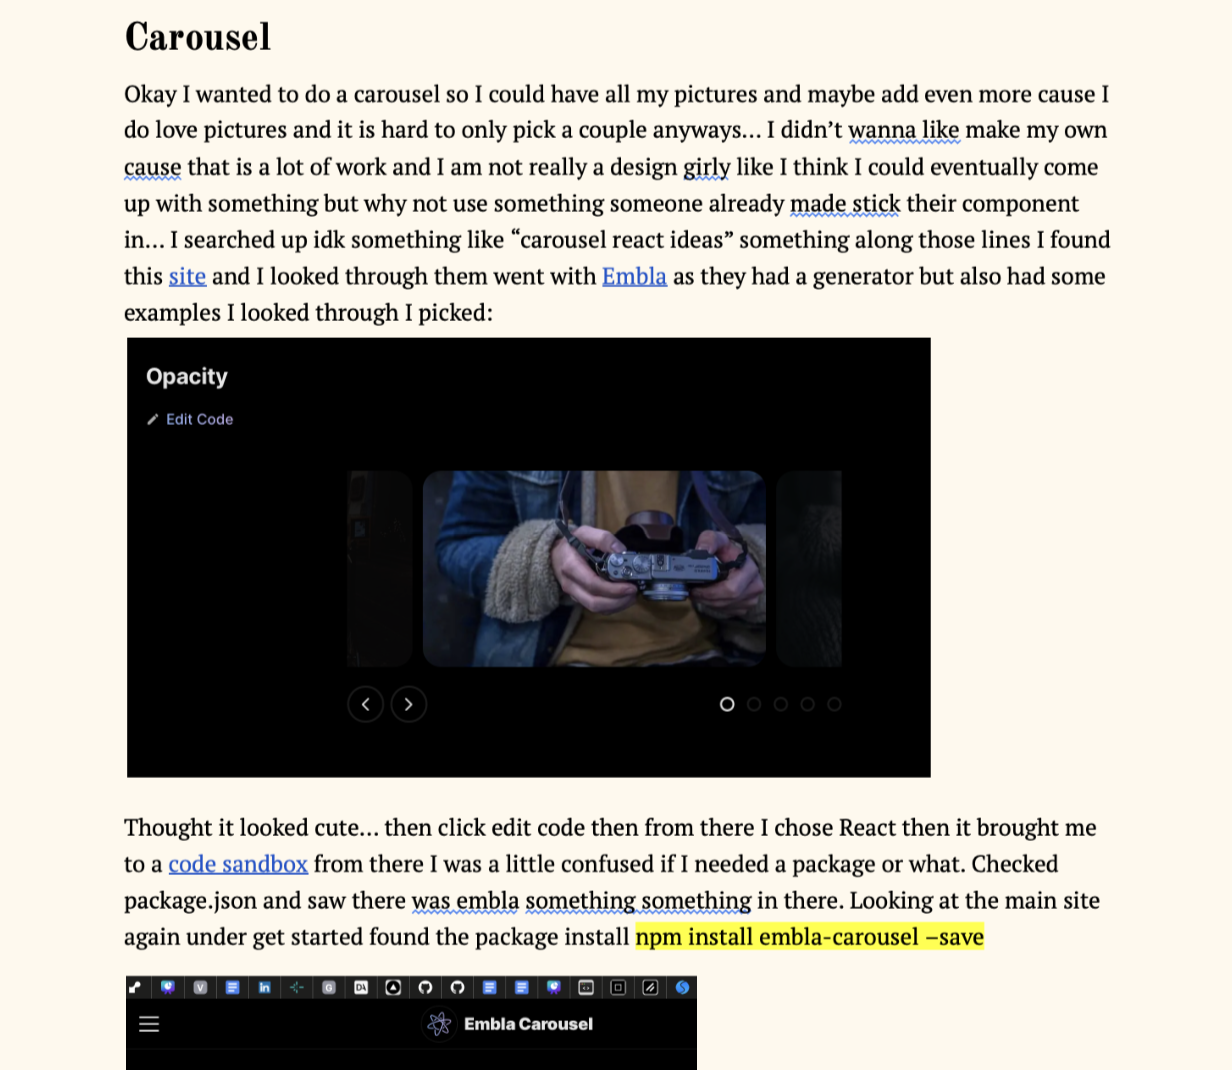 Carousel
Okay I wanted to do a carousel so I could have all my pictures and maybe add even more cause I
do love pictures and it is hard to only pick a couple anyways… I didn’t wanna like make my own
cause that is a lot of work and I am not really a design girly like I think I could eventually come
up with something but why not use something someone already made stick their component
in… I searched up idk something like “carousel react ideas” something along those lines I found
this site and I looked through them went with Embla as they had a generator but also had some
examples I looked through I picked:
Opacity
Edit Code
Thought it looked cute… then click edit code then from there I chose React then it brought me
to a code sandbox from there I was a little confused if I needed a package or what. Checked
package.json and saw there was embla something something in there. Looking at the main site
again under get started found the package install npm install embla-carousel –save
Embla Carousel